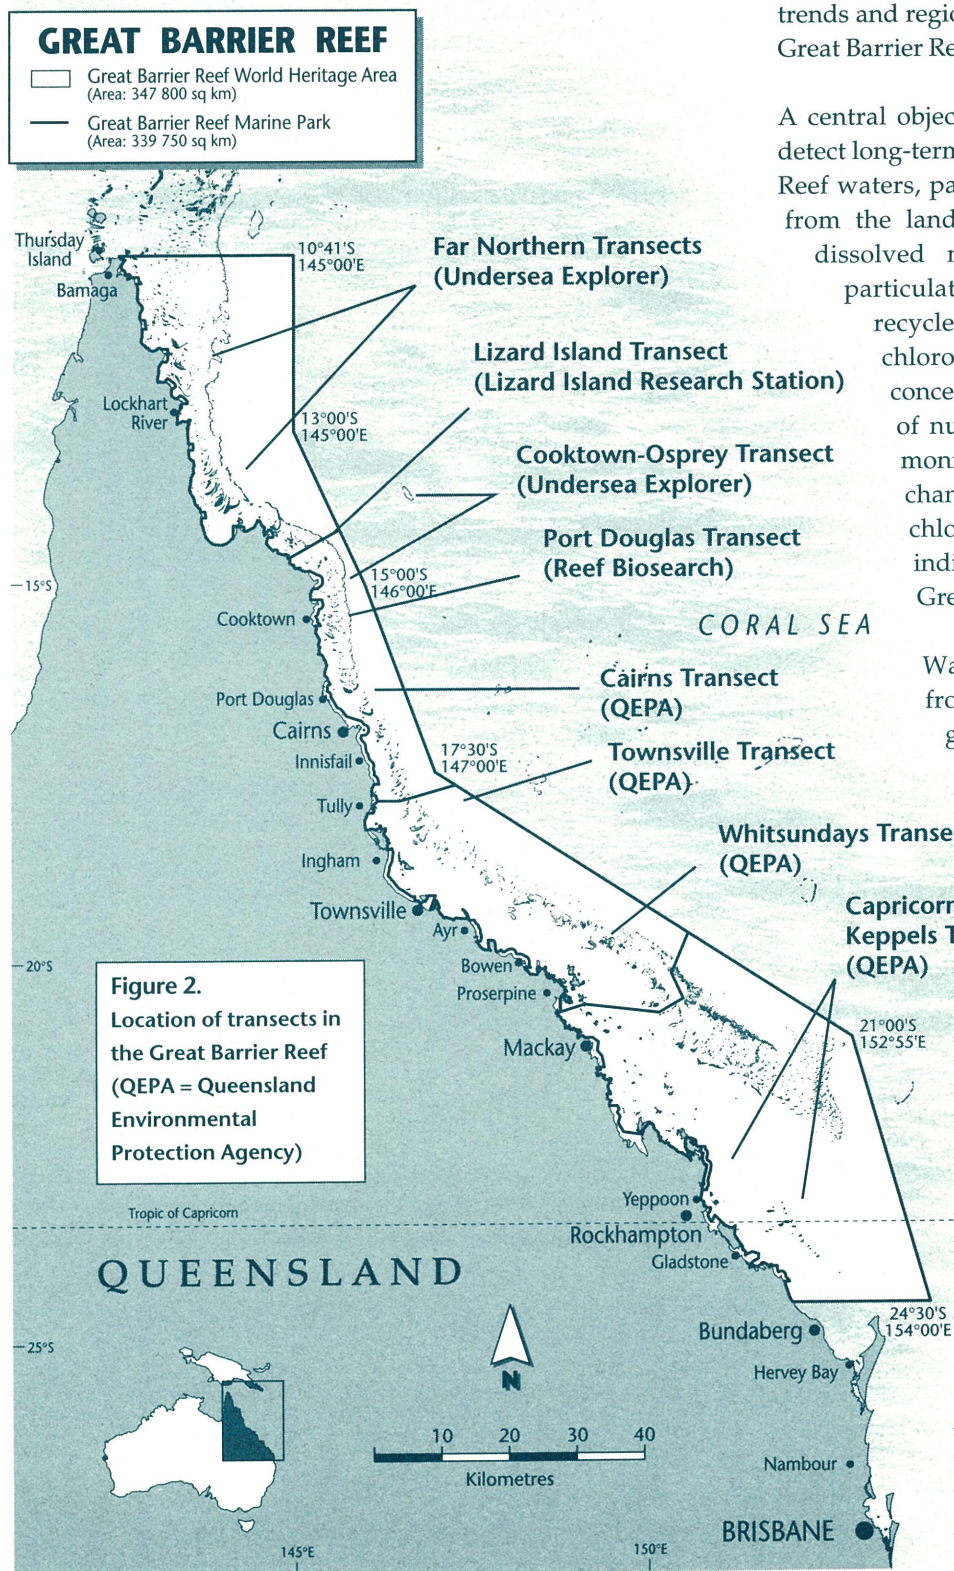 GREAT BARRIER REEF
Great Barrier Reef World Heritage Area
(Area: 347 800 sq km)
Great Barrier Reef Marine Park
(Area: 339 750 sq km)
trends and regio
Great Barrier Re
A central objec
detect long-term
Reef waters, pa
from the land
dissolved
particulat
recycle
chloro
conce
of nu
moni
chan
chlo
indi
Gre
Wa
fro
g
Thursday
Island
Bamaga
10°41'S
145°00'E
Far Northern Transects
(Undersea Explorer)
Lizard Island Transect
(Lizard Island Research Station)
Lockhart
River
13°00'S
145°00'E
Cooktown-Osprey Transect
(Undersea Explorer)
Port Douglas Transect
(Reef Biosearch)
15°S
15°00'S
146°00'E
Cooktown
CORAL SEA
Cairns Transect
(QEPA)
Port Douglas
Cairns
Innisfail
17°30'S
147°00'E
Townsville Transect
(QEPA)
Tully
Ingham
Whitsundays Transe
(QEPA)
Townsville
Ayr
Capricorn
Keppels T
(QEPA)
20°S
Bowen
Proserpine
Figure 2.
Location of transects in
the Great Barrier Reef
(QEPA = Queensland
Environmental
Protection Agency)
Mackay
21°00'S
152°55'E
Yeppoon
Tropic of Capricorn
Rockhampton
Gladstone
QUEENSLAND
24°30'S
154°00'E
Bundaberg
25°S
Hervey Bay
N
10 20 30 40
Kilometres
Nambour
BRISBANE
145°E
150°E